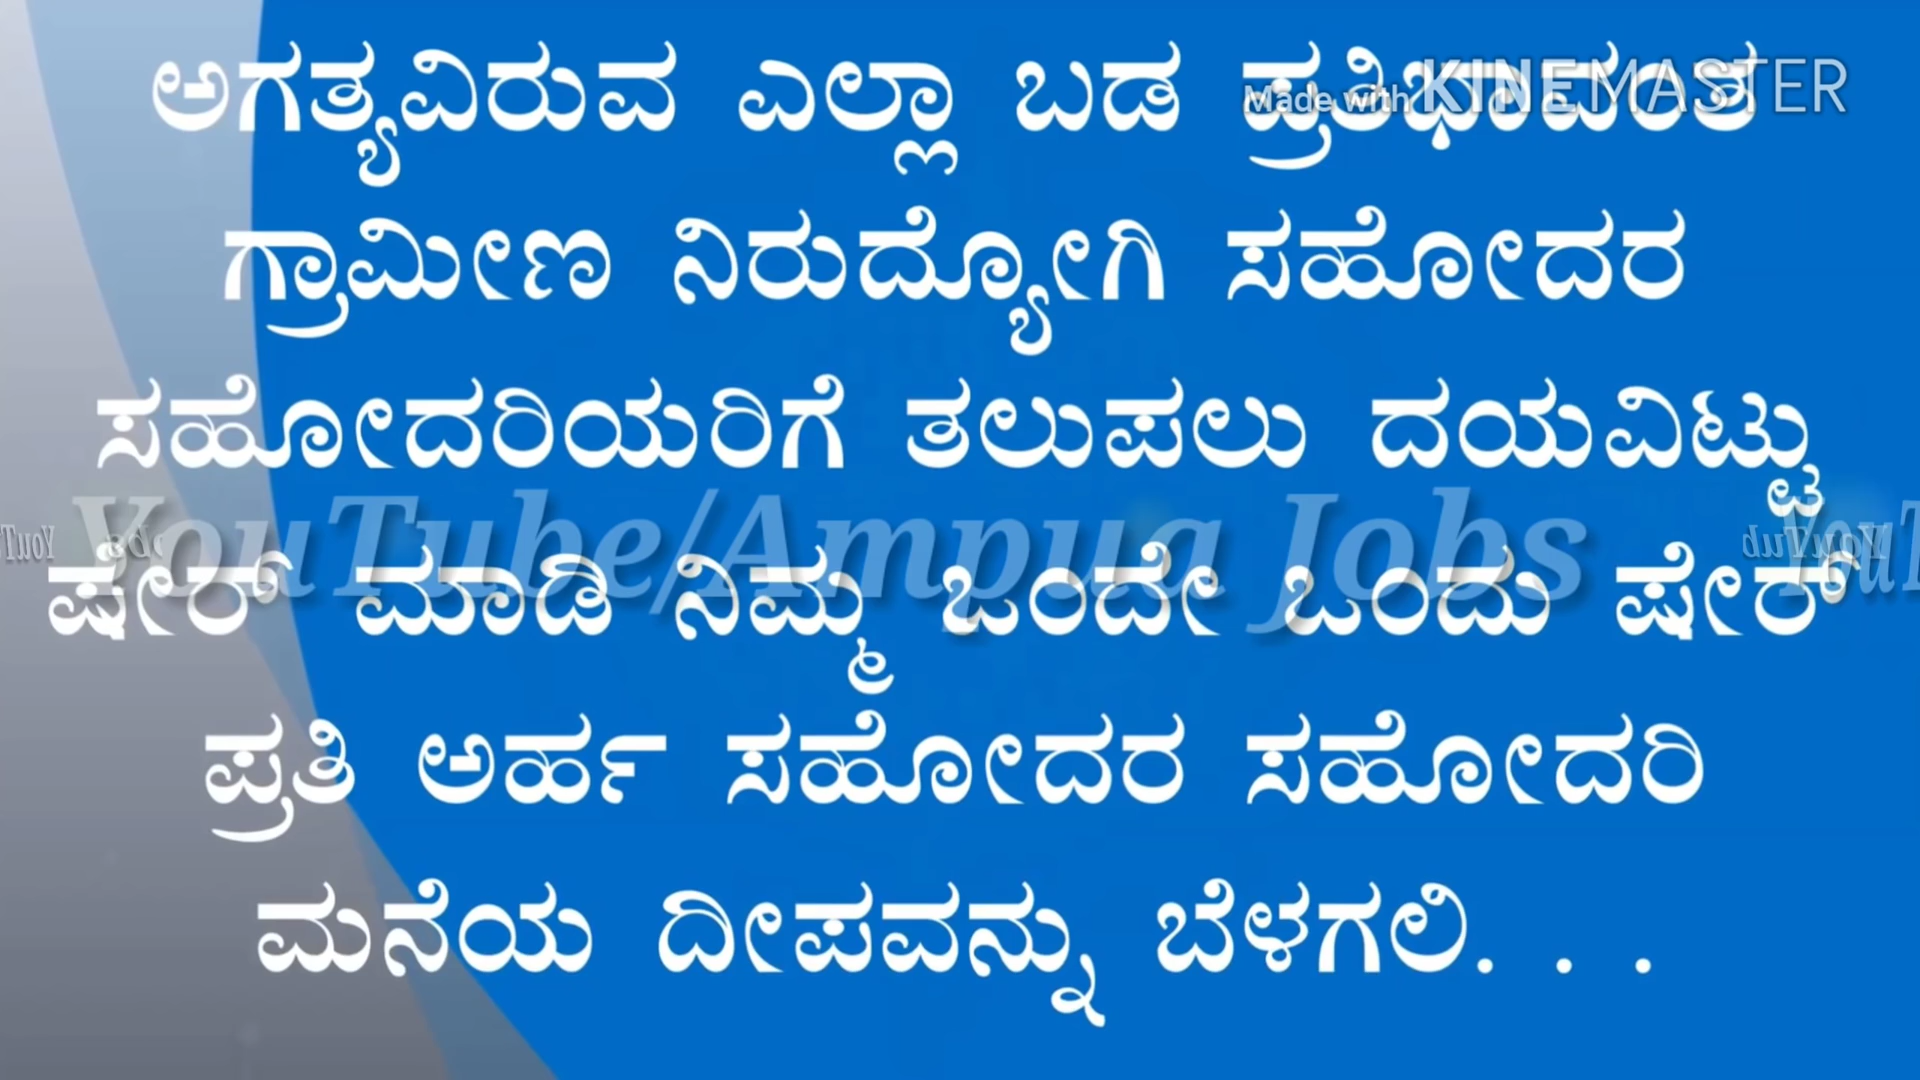 ಅಗತ್ಯವಿರುವ ಎಲ್ಲಾ ಬಡ ಪ್ರತಿಭಾವಂತ
Made with KINEMASTER
ಗ್ರಾಮೀಣ ನಿರುದ್ಯೋಗಿ ಸಹೋದರ
ಸಹೋದರಿಯರಿಗೆ ತಲುಪಲು ದಯವಿಟ್ಟು
YouTube/Ampua Jobs
ಷೇರ್ ಮಾಡಿ ನಿಮ್ಮ ಒಂದೇ ಒಂದು ಷೇರ್
ಪ್ರತಿ ಅರ್ಹ ಸಹೋದರ ಸಹೋದರಿ
ಮನೆಯ ದೀಪವನ್ನು ಬೆಳಗಲಿ. . .